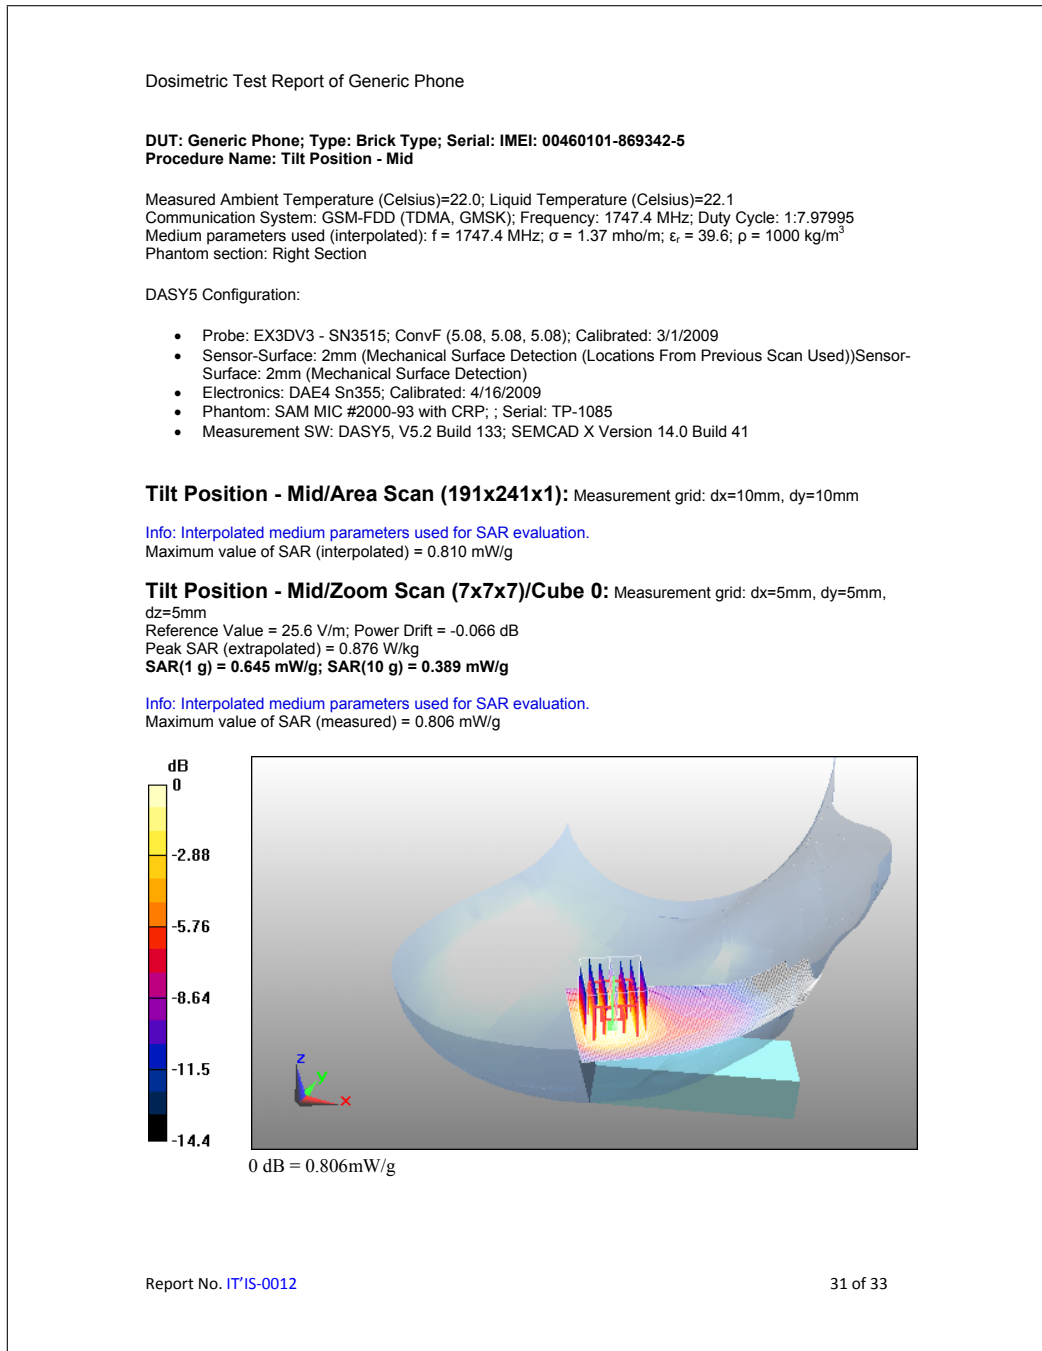 Dosimetric Test Report of Generic Phone
DUT: Generic Phone; Type: Brick Type; Serial: IMEI: 00460101-869342-5
Procedure Name: Tilt Position - Mid
Measured Ambient Temperature (Celsius)=22.0; Liquid Temperature (Celsius)=22.1
Communication System: GSM-FDD (TDMA, GMSK); Frequency: 1747.4 MHz; Duty Cycle: 1:7.97995
Medium parameters used (interpolated): f = 1747.4 MHz; σ = 1.37 mho/m; εr = 39.6; ρ = 1000 kg/m³
Phantom section: Right Section
DASY5 Configuration:
• Probe: EX3DV3 - SN3515; ConvF (5.08, 5.08, 5.08); Calibrated: 3/1/2009
• Sensor-Surface: 2mm (Mechanical Surface Detection (Locations From Previous Scan Used))Sensor-
Surface: 2mm (Mechanical Surface Detection)
• Electronics: DAE4 Sn355; Calibrated: 4/16/2009
• Phantom: SAM MIC #2000-93 with CRP; ; Serial: TP-1085
• Measurement SW: DASY5, V5.2 Build 133; SEMCAD X Version 14.0 Build 41
Tilt Position - Mid/Area Scan (191x241x1): Measurement grid: dx=10mm, dy=10mm
Info: Interpolated medium parameters used for SAR evaluation.
Maximum value of SAR (interpolated) = 0.810 mW/g
Tilt Position - Mid/Zoom Scan (7x7x7)/Cube 0: Measurement grid: dx=5mm, dy=5mm,
dz=5mm
Reference Value = 25.6 V/m; Power Drift = -0.066 dB
Peak SAR (extrapolated) = 0.876 W/kg
SAR(1 g) = 0.645 mW/g; SAR(10 g) = 0.389 mW/g
Info: Interpolated medium parameters used for SAR evaluation.
Maximum value of SAR (measured) = 0.806 mW/g
dB
0
-2.88
-5.76
-8.64
-11.5
-14.4
z
y
x
0 dB = 0.806mW/g
Report No. IT'IS-0012
31 of 33